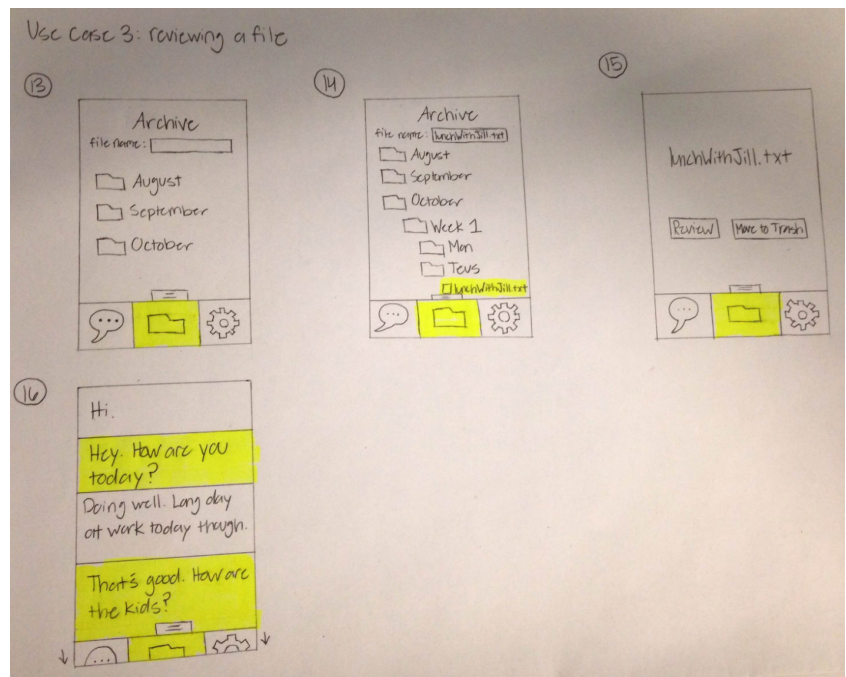 Use case 3: reviewing a file
13
Archive
file name:
August
September
October
14
Archive
file name: lunchWithJill.txt
August
September
October
Week 1
Mon
Teus
lunchWithJill.txt
15
lunchWithJill.txt
Review
Move to Trash
16
Hi.
Hey. How are you
today?
Doing well. Long day
at work today though.
That's good. How are
the kids?